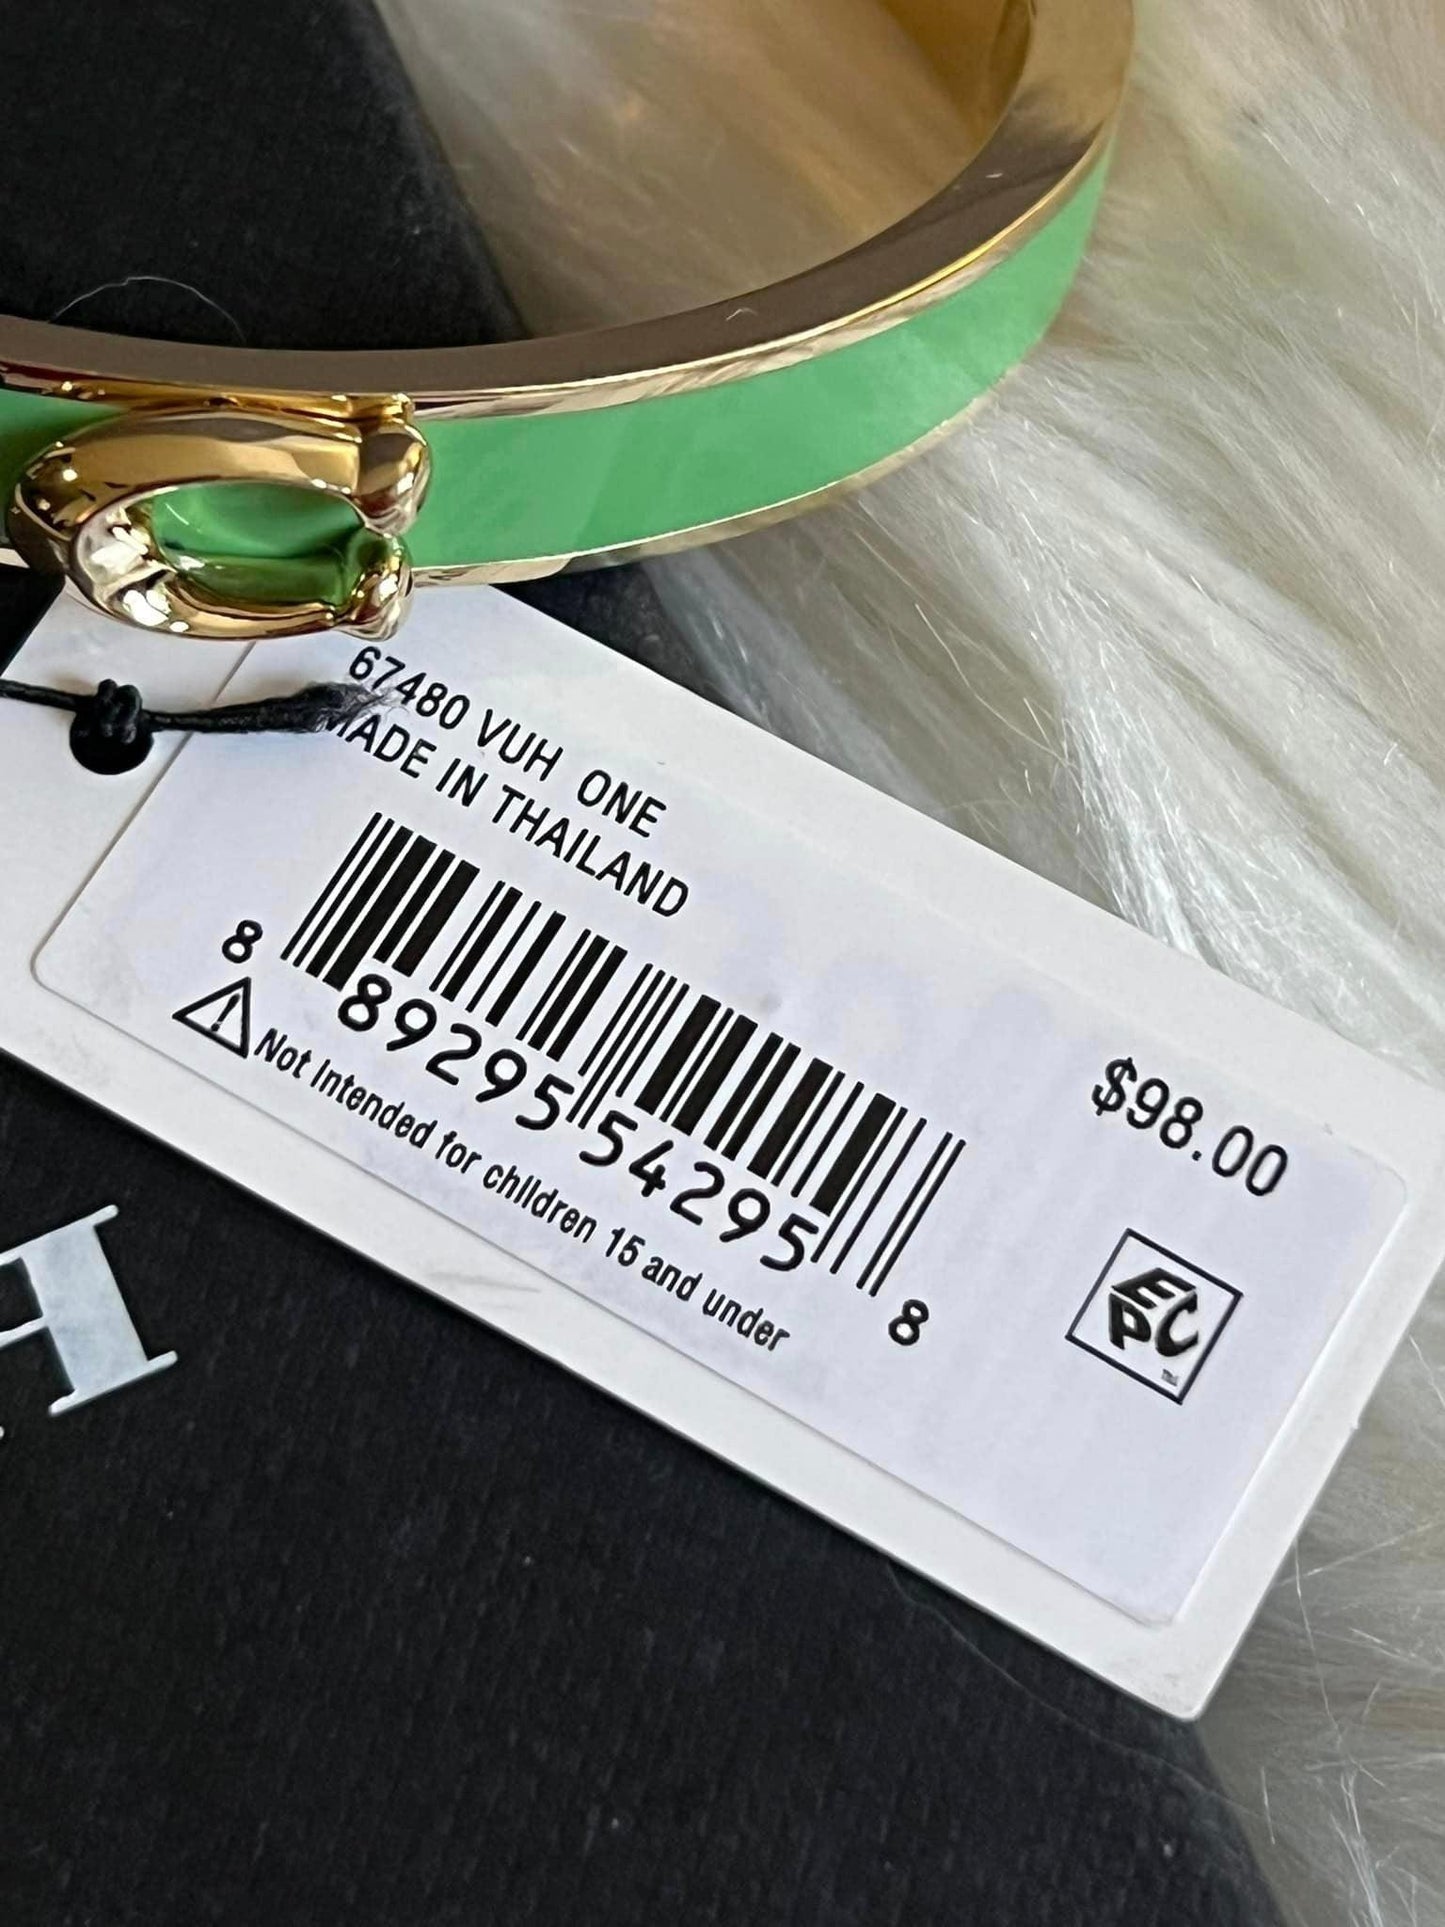 67480 VUH ONE
MADE IN THAILAND
8 89295 54295 8
Not Intended for children 15 and under
$98.00
EPC
TM
H